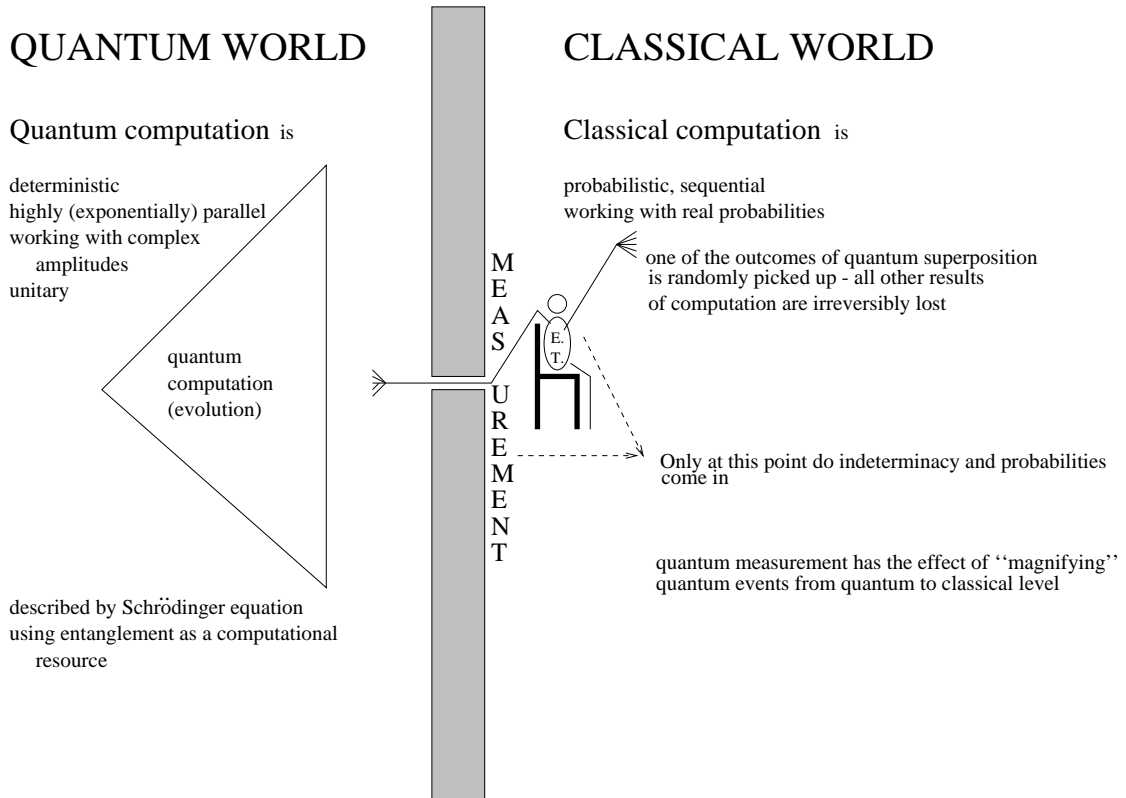 QUANTUM WORLD
Quantum computation is
deterministic
highly (exponentially) parallel
working with complex
amplitudes
unitary
quantum
computation
(evolution)
described by Schrödinger equation
using entanglement as a computational
resource
MEASUREMENT
CLASSICAL WORLD
Classical computation is
probabilistic, sequential
working with real probabilities
one of the outcomes of quantum superposition
is randomly picked up - all other results
of computation are irreversibly lost
E.
T.
Only at this point do indeterminacy and probabilities
come in
quantum measurement has the effect of ‘‘magnifying’’
quantum events from quantum to classical level